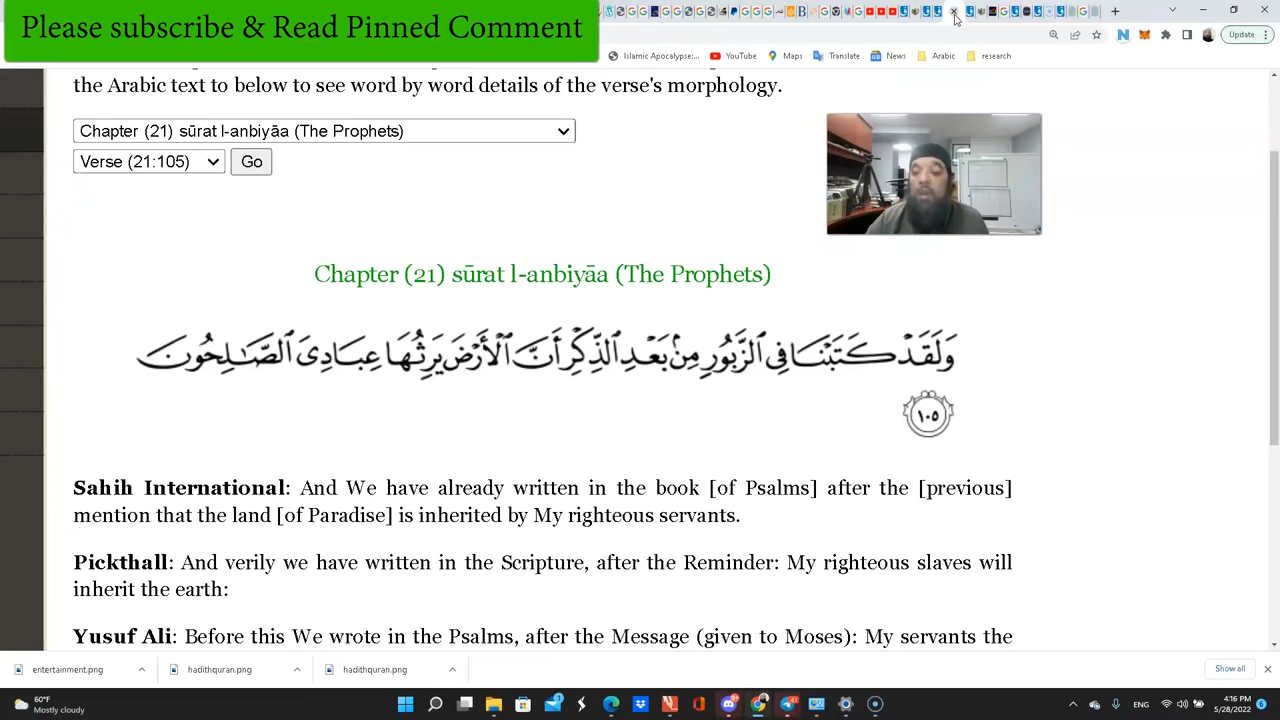 Please subscribe & Read Pinned Comment
Update
Islamic Apocalypse:...
YouTube
Maps
Translate
News
Arabic
research
the Arabic text to below to see word by word details of the verse's morphology.
Chapter (21) sūrat l-anbiyāa (The Prophets)
Verse (21:105)
Go
Chapter (21) sūrat l-anbiyāa (The Prophets)
وَلَقَدْ كَتَبْنَا فِى ٱلزَّبُورِ مِنۢ بَعْدِ ٱلذِّكْرِ أَنَّ ٱلْأَرْضَ يَرِثُهَا عِبَادِىَ ٱلصَّـٰلِحُونَ
١٠٥
Sahih International: And We have already written in the book [of Psalms] after the [previous]
mention that the land [of Paradise] is inherited by My righteous servants.
Pickthall: And verily we have written in the Scripture, after the Reminder: My righteous slaves will
inherit the earth:
Yusuf Ali: Before this We wrote in the Psalms, after the Message (given to Moses): My servants the
entertainment.png
hadithquran.png
hadithquran.png
Show all
60°F
Mostly cloudy
ENG
4:16 PM
5/28/2022